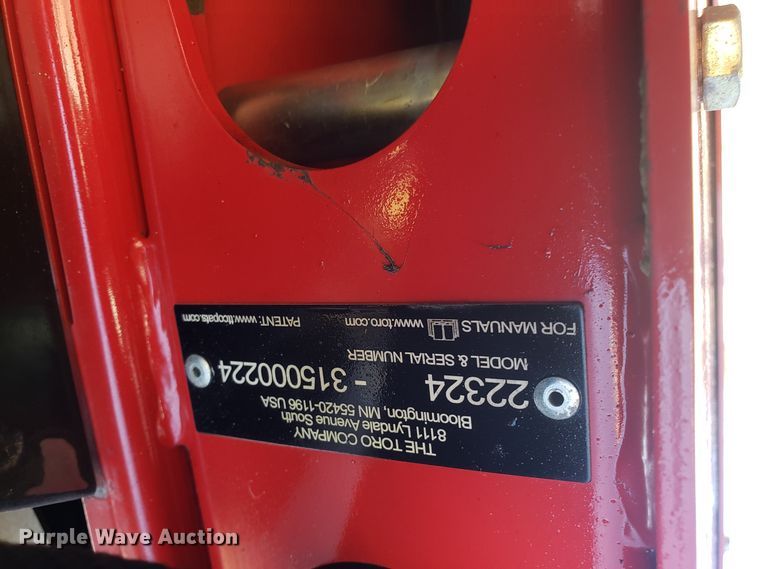 THE TORO COMPANY
8111 Lyndale Avenue South
Bloomington, MN 55420-1196 USA
22324 - 315000224
MODEL & SERIAL NUMBER
FOR MANUALS www.toro.com PATENT: www.ttcopats.com
Purple Wave Auction